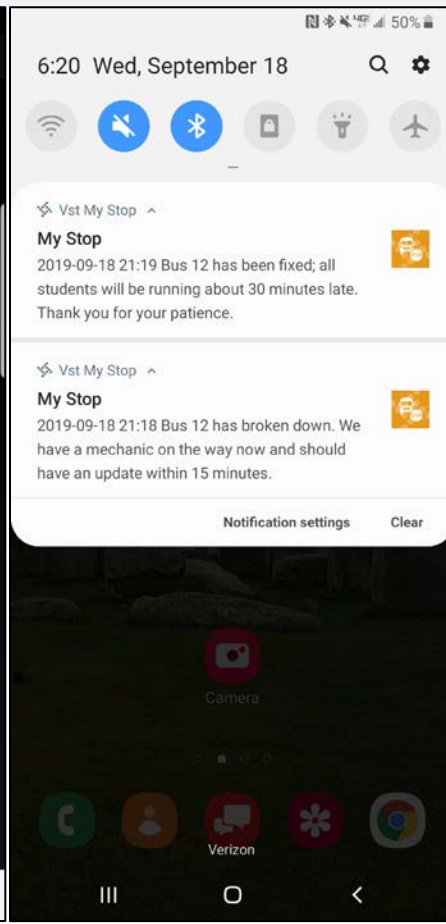 4G 50%
6:20 Wed, September 18
Vst My Stop
My Stop
2019-09-18 21:19 Bus 12 has been fixed; all
students will be running about 30 minutes late.
Thank you for your patience.
Vst My Stop
My Stop
2019-09-18 21:18 Bus 12 has broken down. We
have a mechanic on the way now and should
have an update within 15 minutes.
Notification settings Clear
Camera
Verizon